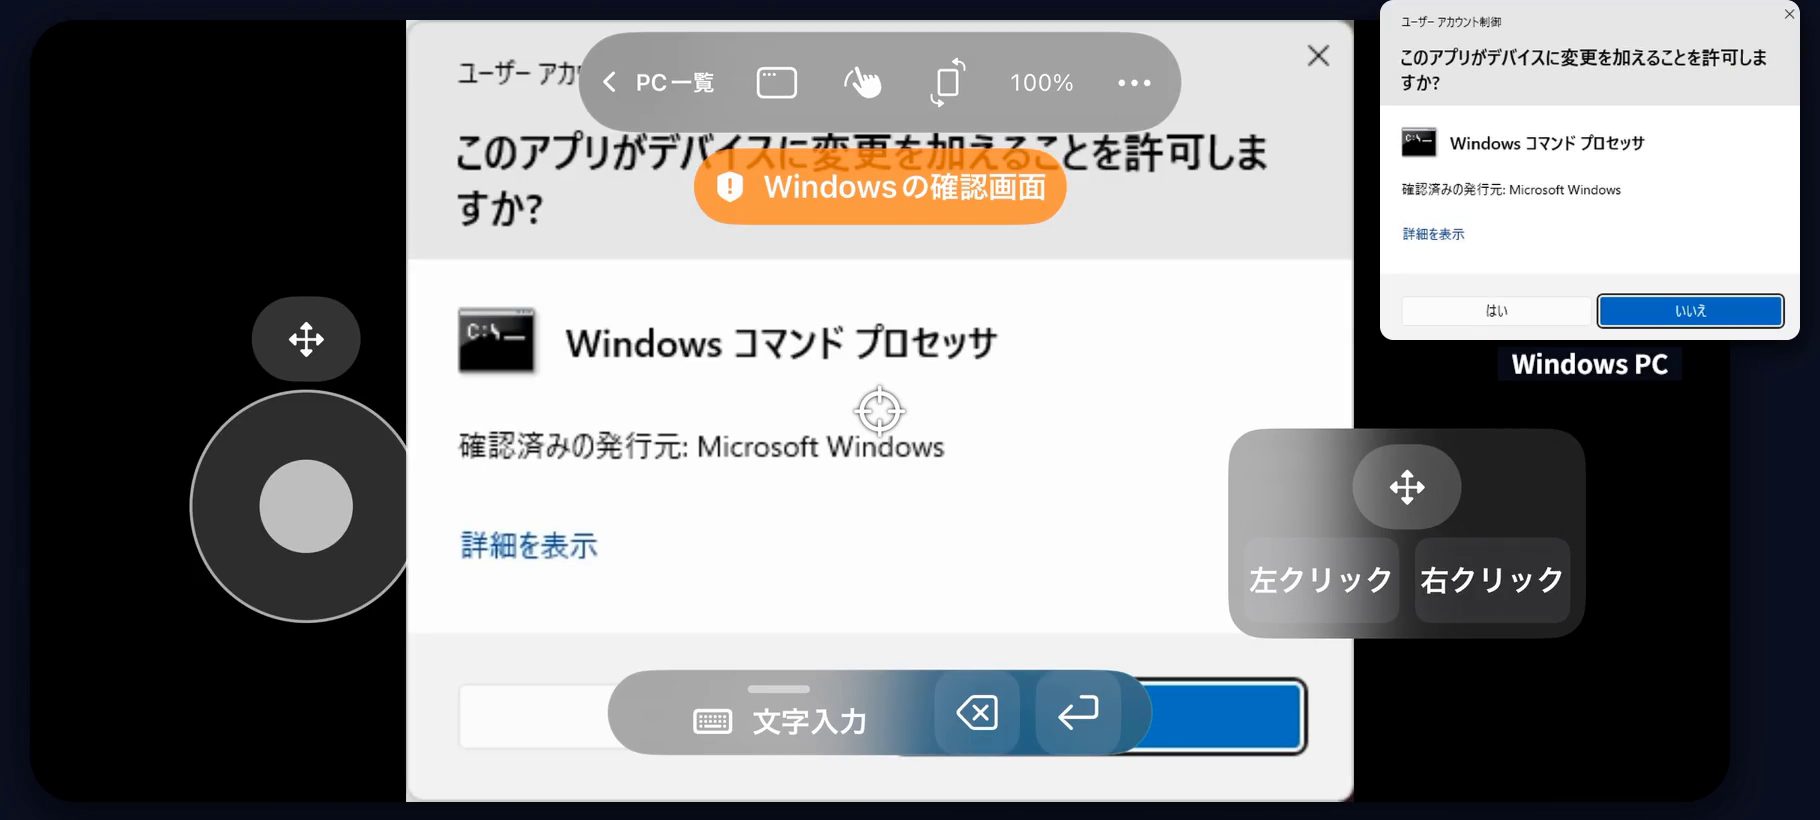 ユーザー アカ
PC一覧
100%
このアプリがデバイスに変更を加えることを許可しま
すか?
Windowsの確認画面
C:\_
Windows コマンド プロセッサ
確認済みの発行元: Microsoft Windows
詳細を表示
文字入力
左クリック
右クリック
ユーザー アカウント制御
このアプリがデバイスに変更を加えることを許可しま
すか?
C:\_
Windows コマンド プロセッサ
確認済みの発行元: Microsoft Windows
詳細を表示
はい
いいえ
Windows PC